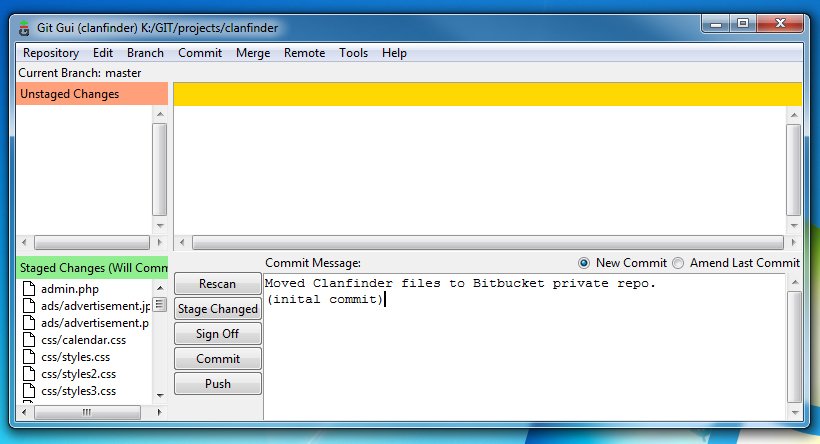 Git Gui (clanfinder) K:/GIT/projects/clanfinder
Repository Edit Branch Commit Merge Remote Tools Help
Current Branch: master
Unstaged Changes
Staged Changes (Will Comm
admin.php
ads/advertisement.jp
ads/advertisement.p
css/calendar.css
css/styles.css
css/styles2.css
css/styles3.css
Rescan
Stage Changed
Sign Off
Commit
Push
Commit Message:
New Commit
Amend Last Commit
Moved Clanfinder files to Bitbucket private repo.
(inital commit)